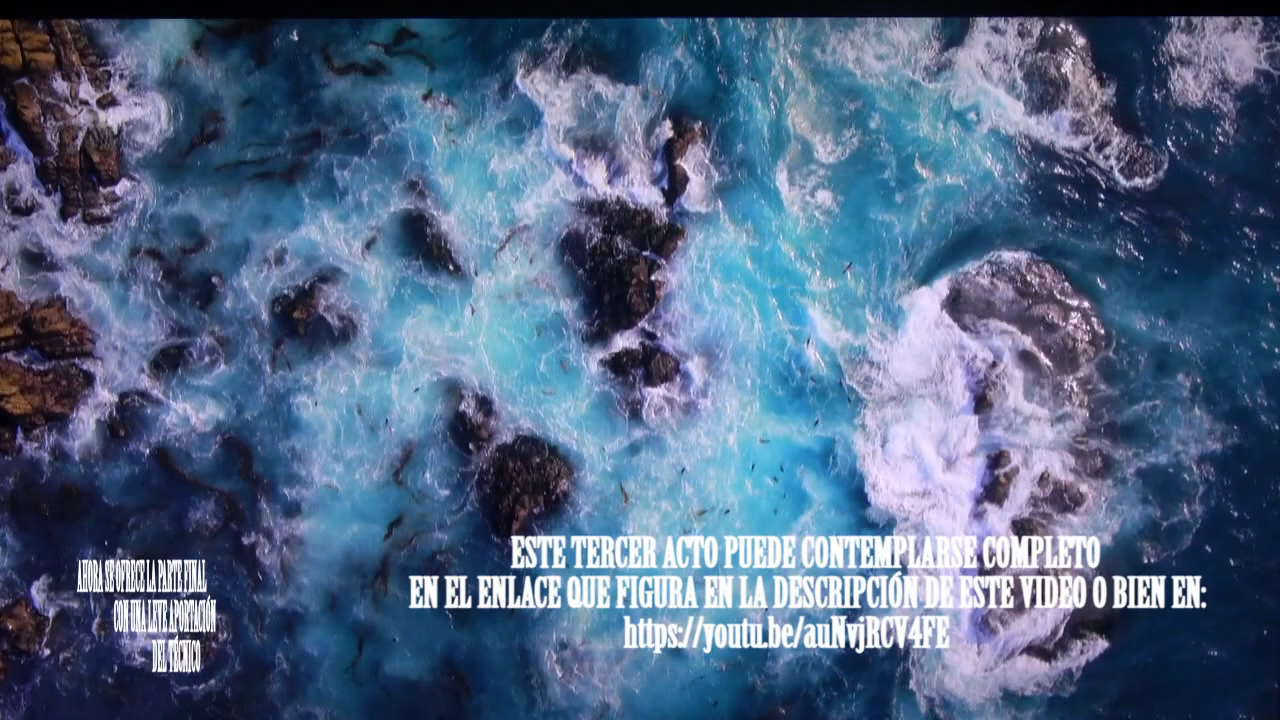 ESTE TERCER ACTO PUEDE CONTEMPLARSE COMPLETO
EN EL ENLACE QUE FIGURA EN LA DESCRIPCIÓN DE ESTE VIDEO O BIEN EN:
https://youtu.be/auNvjRCV4FE
AHORA SE OFRECE LA PARTE FINAL
CON UNA LEVE APORTACIÓN
DEL TÉCNICO